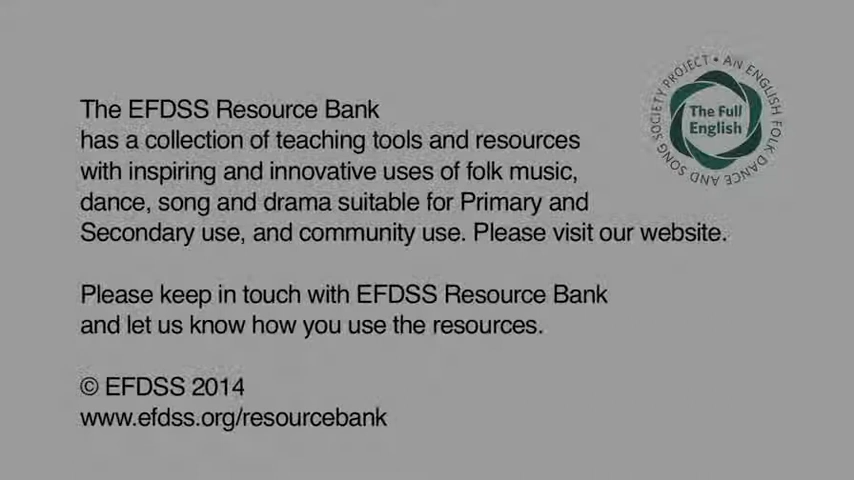 The EFDSS Resource Bank
has a collection of teaching tools and resources
with inspiring and innovative uses of folk music,
dance, song and drama suitable for Primary and
Secondary use, and community use. Please visit our website.
Please keep in touch with EFDSS Resource Bank
and let us know how you use the resources.
© EFDSS 2014
www.efdss.org/resourcebank
The Full
English
• AN ENGLISH FOLK DANCE AND SONG SOCIETY PROJECT